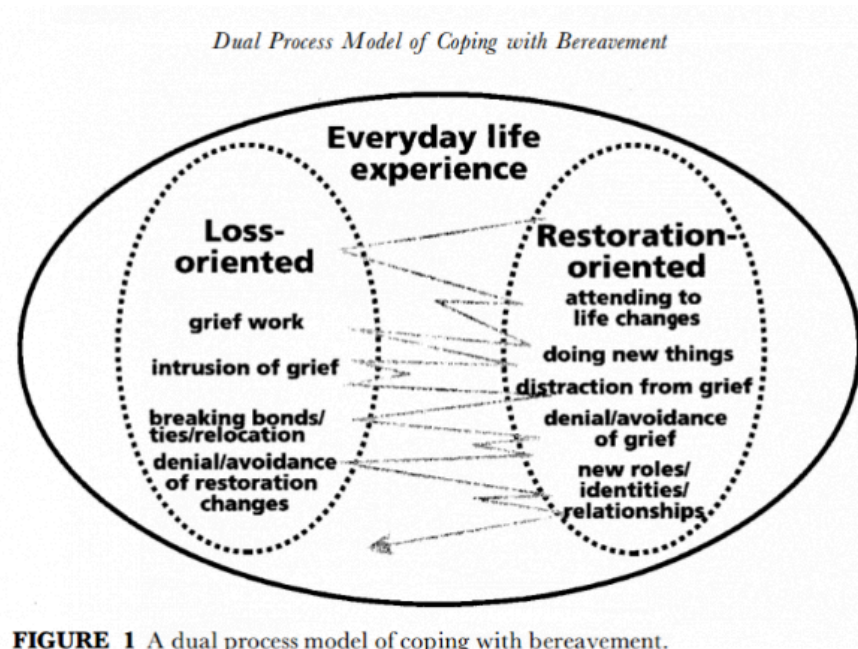 Dual Process Model of Coping with Bereavement
Everyday life
experience
Loss-
oriented
grief work
intrusion of grief
breaking bonds/
ties/relocation
denial/avoidance
of restoration
changes
Restoration-
oriented
attending to
life changes
doing new things
distraction from grief
denial/avoidance
of grief
new roles/
identities/
relationships
FIGURE 1 A dual process model of coping with bereavement.